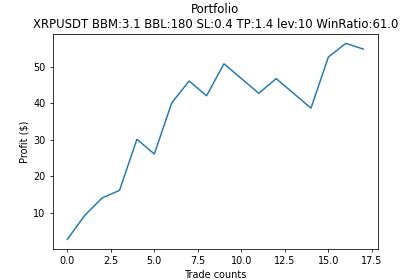 Portfolio
XRPUSDT BBM:3.1 BBL:180 SL:0.4 TP:1.4 lev:10 WinRatio:61.0
Profit ($)
50
40
30
20
10
0.0 2.5 5.0 7.5 10.0 12.5 15.0 17.5
Trade counts